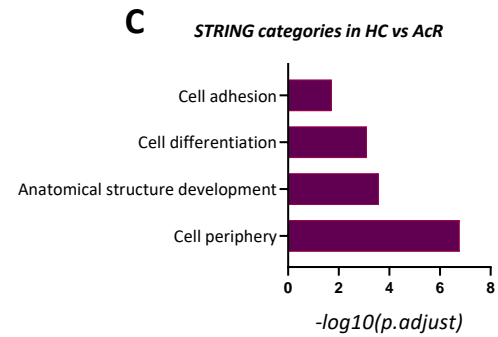 C
STRING categories in HC vs AcR
Cell adhesion
Cell differentiation
Anatomical structure development
Cell periphery
0 2 4 6 8
-log10(p.adjust)